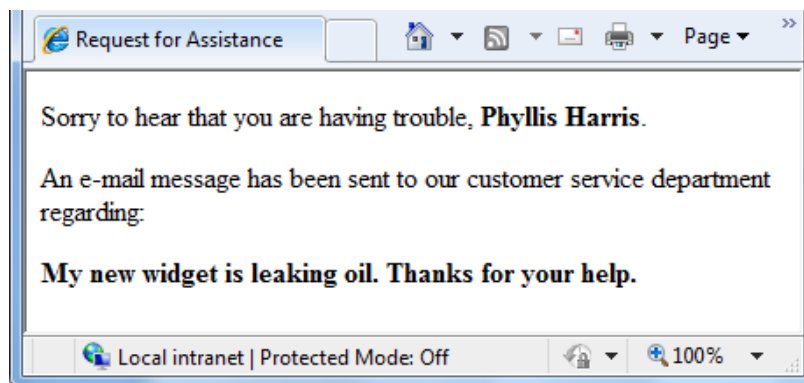 Request for Assistance
Page
Sorry to hear that you are having trouble, Phyllis Harris.
An e-mail message has been sent to our customer service department
regarding:
My new widget is leaking oil. Thanks for your help.
Local intranet | Protected Mode: Off
100%